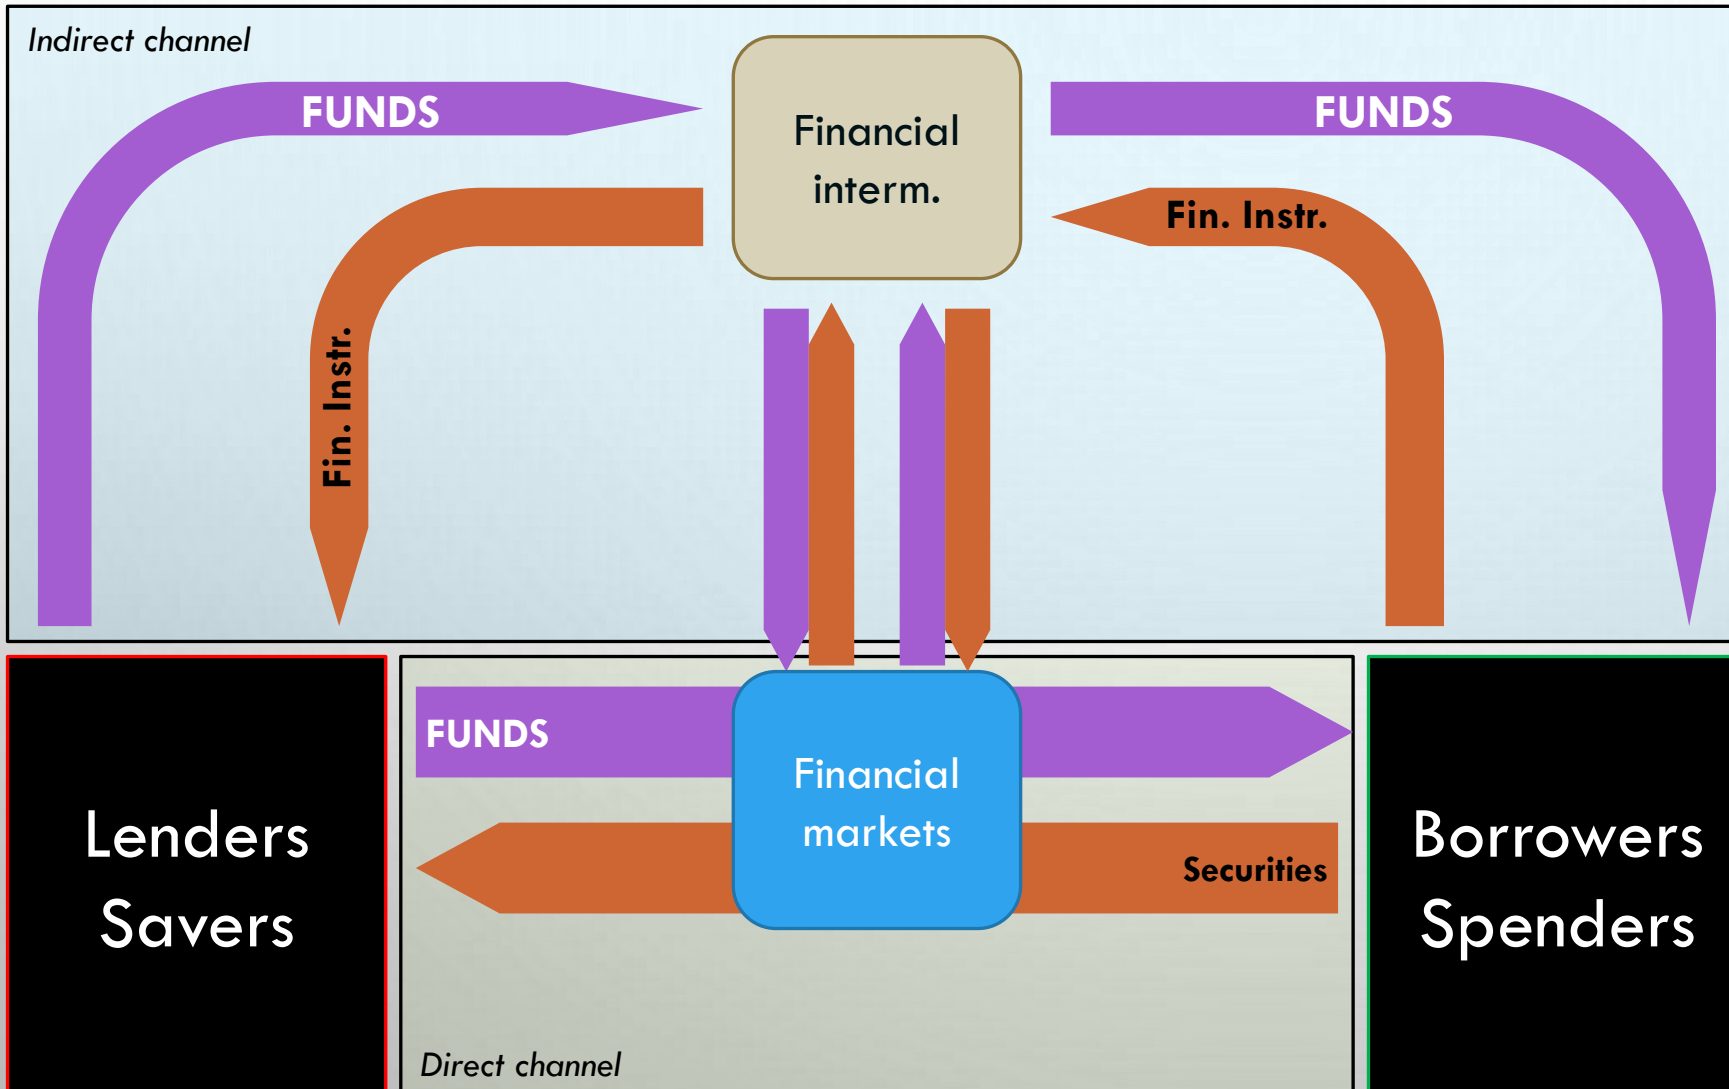 Indirect channel
FUNDS
Financial
interm.
FUNDS
Fin. Instr.
Fin. Instr.
FUNDS
Financial
markets
Securities
Lenders
Savers
Borrowers
Spenders
Direct channel